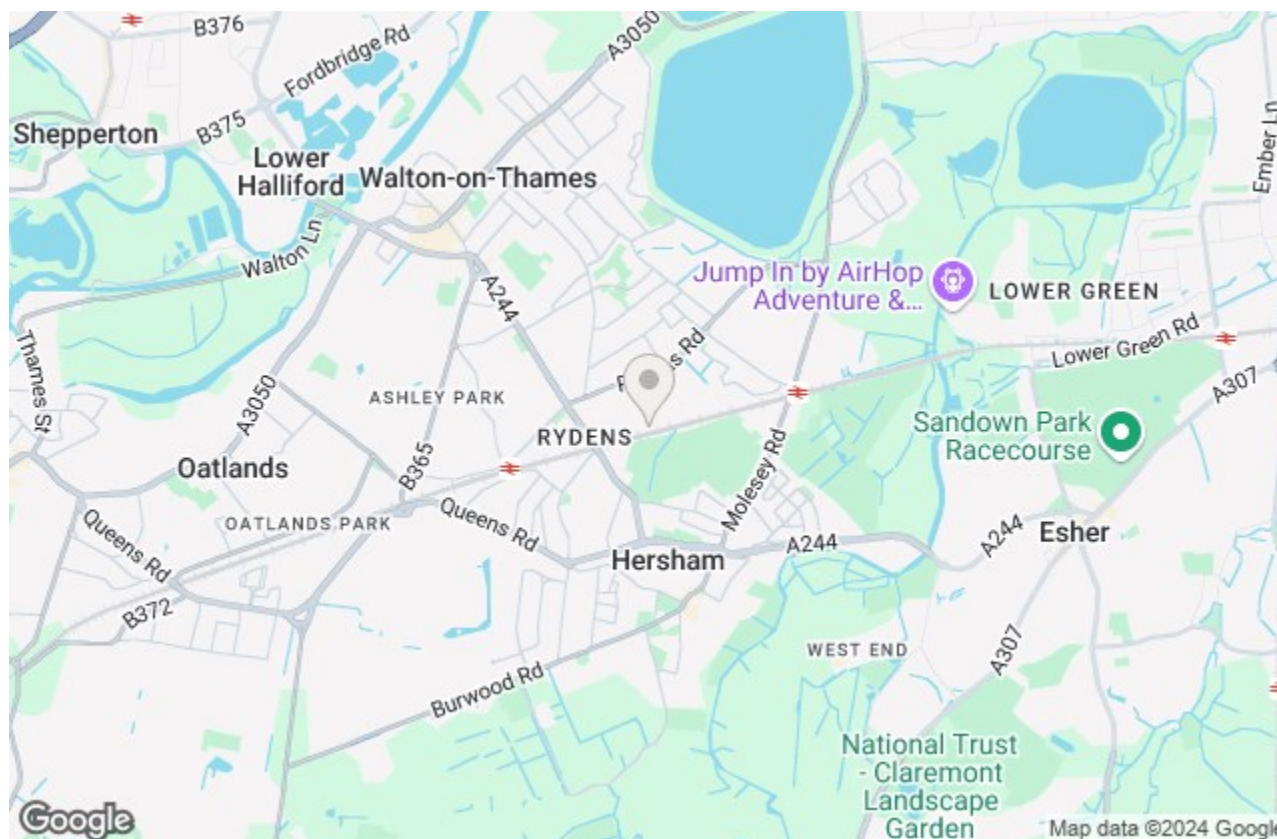 B376
Fordbridge Rd
A3050
Shepperton
B375
Lower
Halliford
Walton-on-Thames
Ember Ln
Walton Ln
Jump In by AirHop
Adventure &...
LOWER GREEN
A244
Thames St
Lower Green Rd
A3050
ASHLEY PARK
s Rd
A307
RYDENS
Sandown Park
Racecourse
Oatlands
B365
Molesey Rd
OATLANDS PARK
Queens Rd
Queens Rd
Hersham
A244
A244
Esher
B372
WEST END
A307
Burwood Rd
National Trust
- Claremont
Landscape
Garden
Google
Map data ©2024 Google